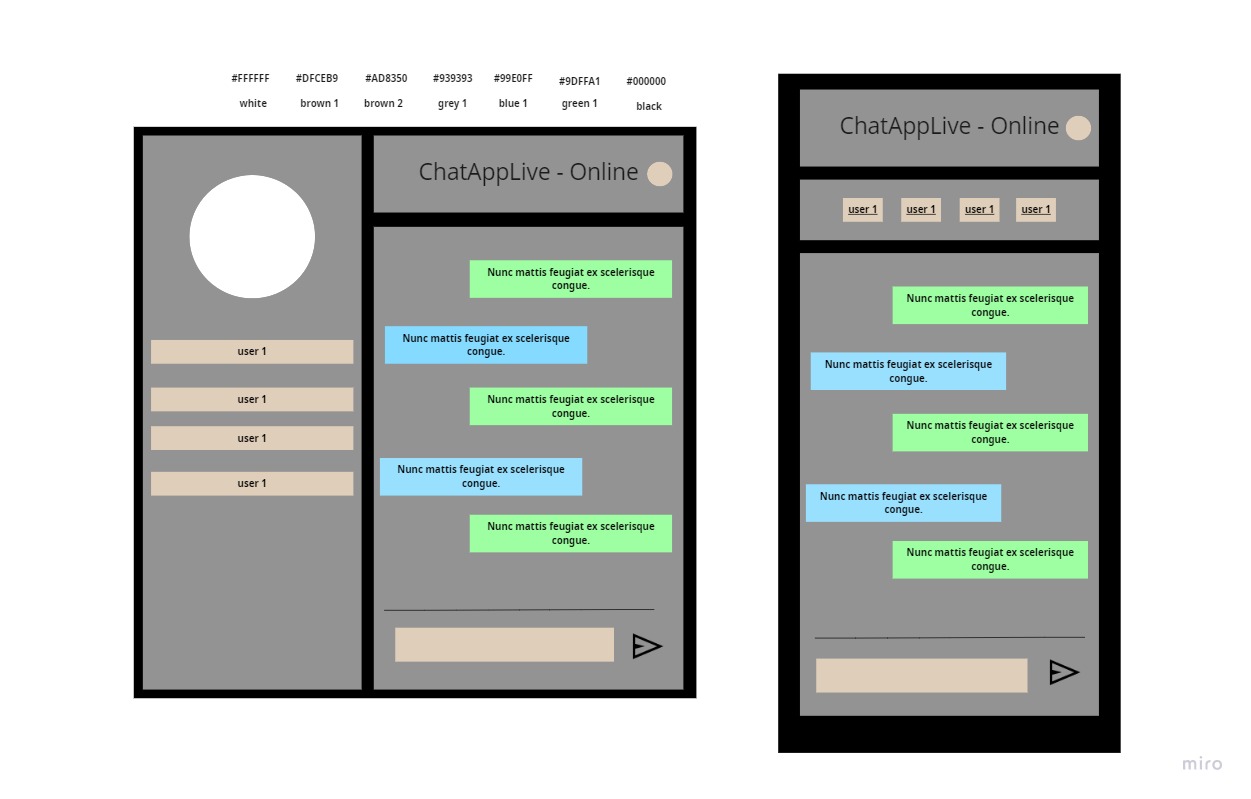 #FFFFFF
#DFCEB9
#AD8350
#939393
#99E0FF
#9DFFA1
#000000
white
brown 1
brown 2
grey 1
blue 1
green 1
black
user 1
user 1
user 1
user 1
ChatAppLive - Online
Nunc mattis feugiat ex scelerisque
congue.
Nunc mattis feugiat ex scelerisque
congue.
Nunc mattis feugiat ex scelerisque
congue.
Nunc mattis feugiat ex scelerisque
congue.
Nunc mattis feugiat ex scelerisque
congue.
ChatAppLive - Online
user 1
user 1
user 1
user 1
Nunc mattis feugiat ex scelerisque
congue.
Nunc mattis feugiat ex scelerisque
congue.
Nunc mattis feugiat ex scelerisque
congue.
Nunc mattis feugiat ex scelerisque
congue.
Nunc mattis feugiat ex scelerisque
congue.
miro